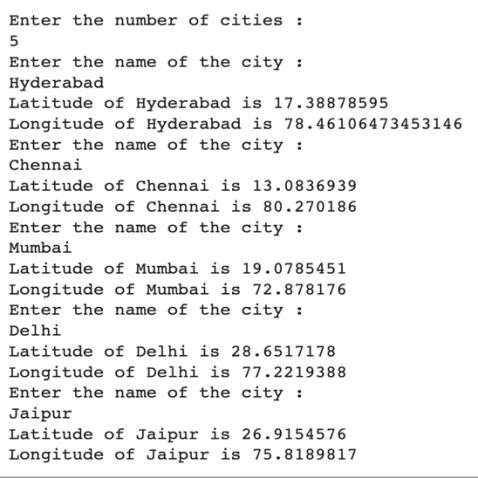 Enter the number of cities :
5
Enter the name of the city :
Hyderabad
Latitude of Hyderabad is 17.38878595
Longitude of Hyderabad is 78.46106473453146
Enter the name of the city :
Chennai
Latitude of Chennai is 13.0836939
Longitude of Chennai is 80.270186
Enter the name of the city :
Mumbai
Latitude of Mumbai is 19.0785451
Longitude of Mumbai is 72.878176
Enter the name of the city :
Delhi
Latitude of Delhi is 28.6517178
Longitude of Delhi is 77.2219388
Enter the name of the city :
Jaipur
Latitude of Jaipur is 26.9154576
Longitude of Jaipur is 75.8189817